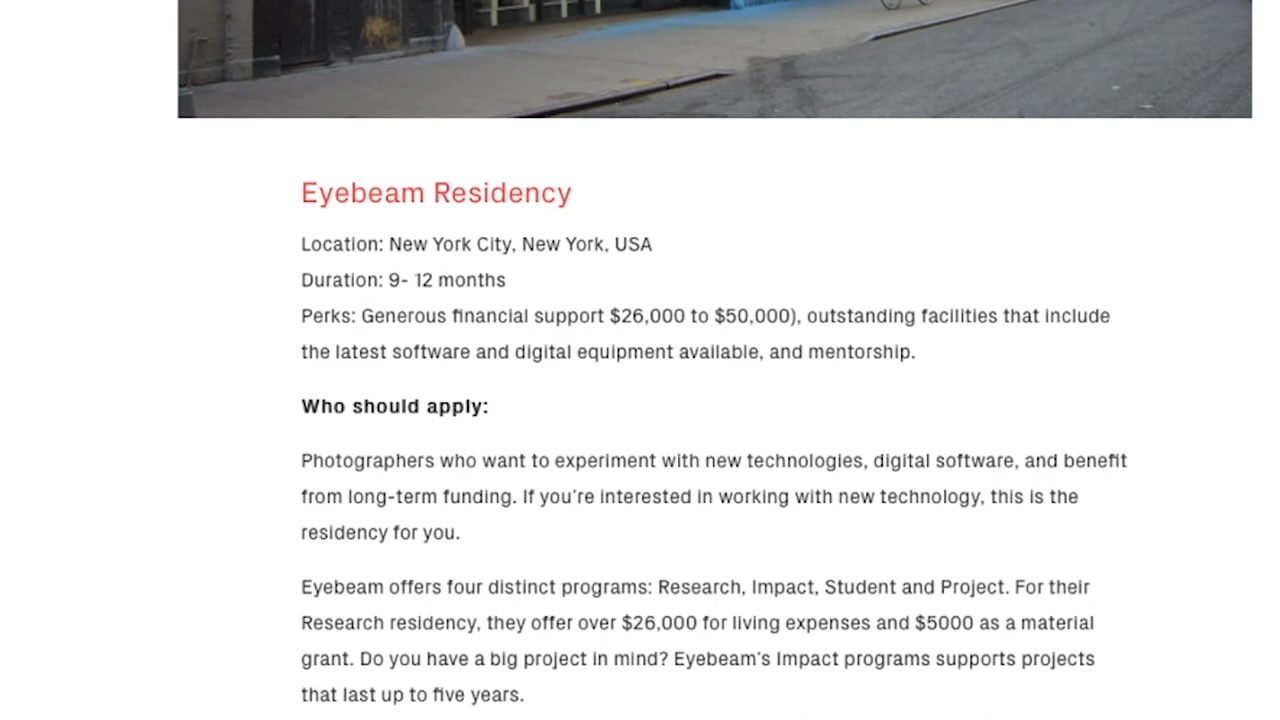 Eyebeam Residency
Location: New York City, New York, USA
Duration: 9- 12 months
Perks: Generous financial support $26,000 to $50,000), outstanding facilities that include
the latest software and digital equipment available, and mentorship.
Who should apply:
Photographers who want to experiment with new technologies, digital software, and benefit
from long-term funding. If you're interested in working with new technology, this is the
residency for you.
Eyebeam offers four distinct programs: Research, Impact, Student and Project. For their
Research residency, they offer over $26,000 for living expenses and $5000 as a material
grant. Do you have a big project in mind? Eyebeam's Impact programs supports projects
that last up to five years.